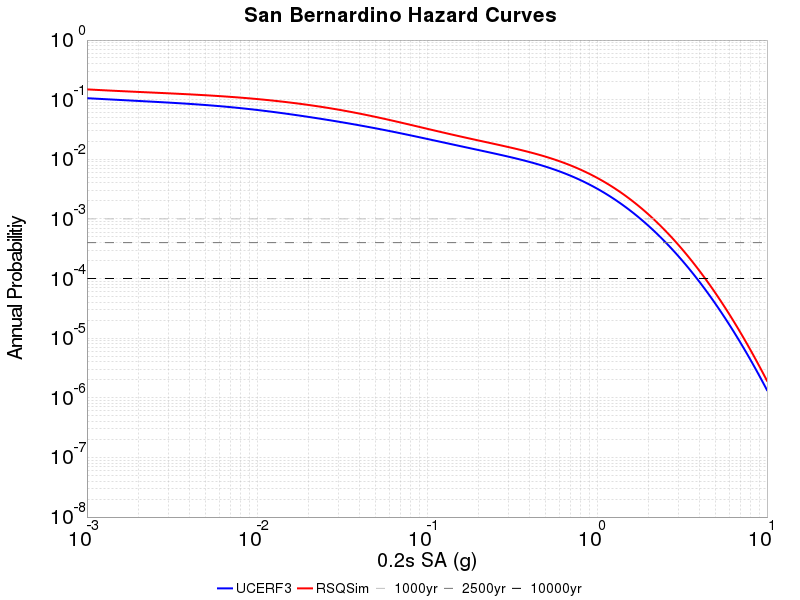 San Bernardino Hazard Curves
10^0
10^-1
10^-2
10^-3
10^-4
10^-5
10^-6
10^-7
10^-8
Annual Probability
10^-3 10^-2 10^-1 10^0 10^1
0.2s SA (g)
UCERF3 RSQSim 1000yr 2500yr 10000yr